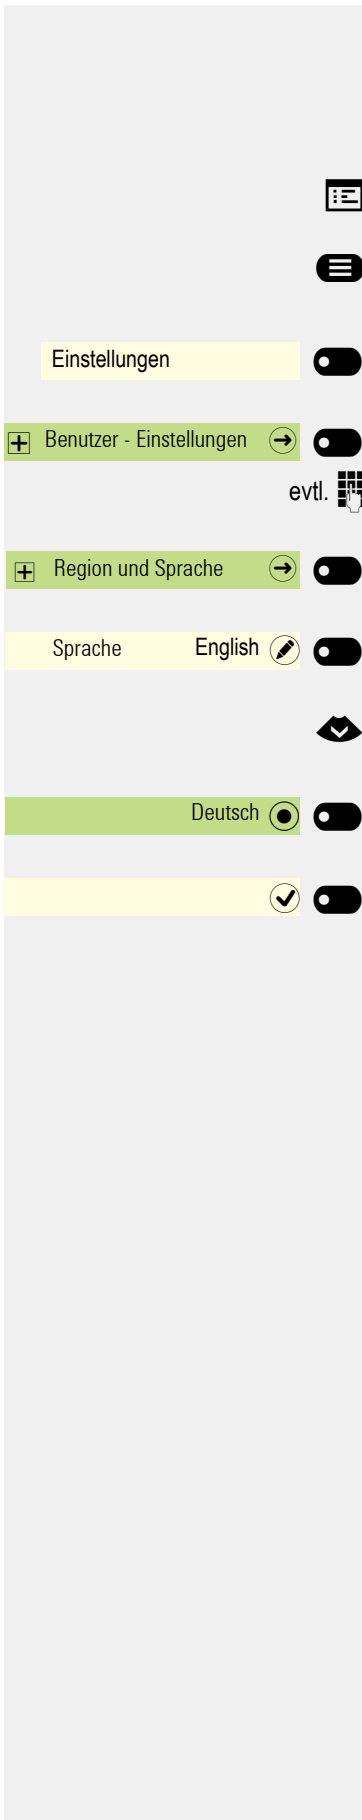 Einstellungen
Benutzer - Einstellungen
evtl.
Region und Sprache
Sprache English
Deutsch